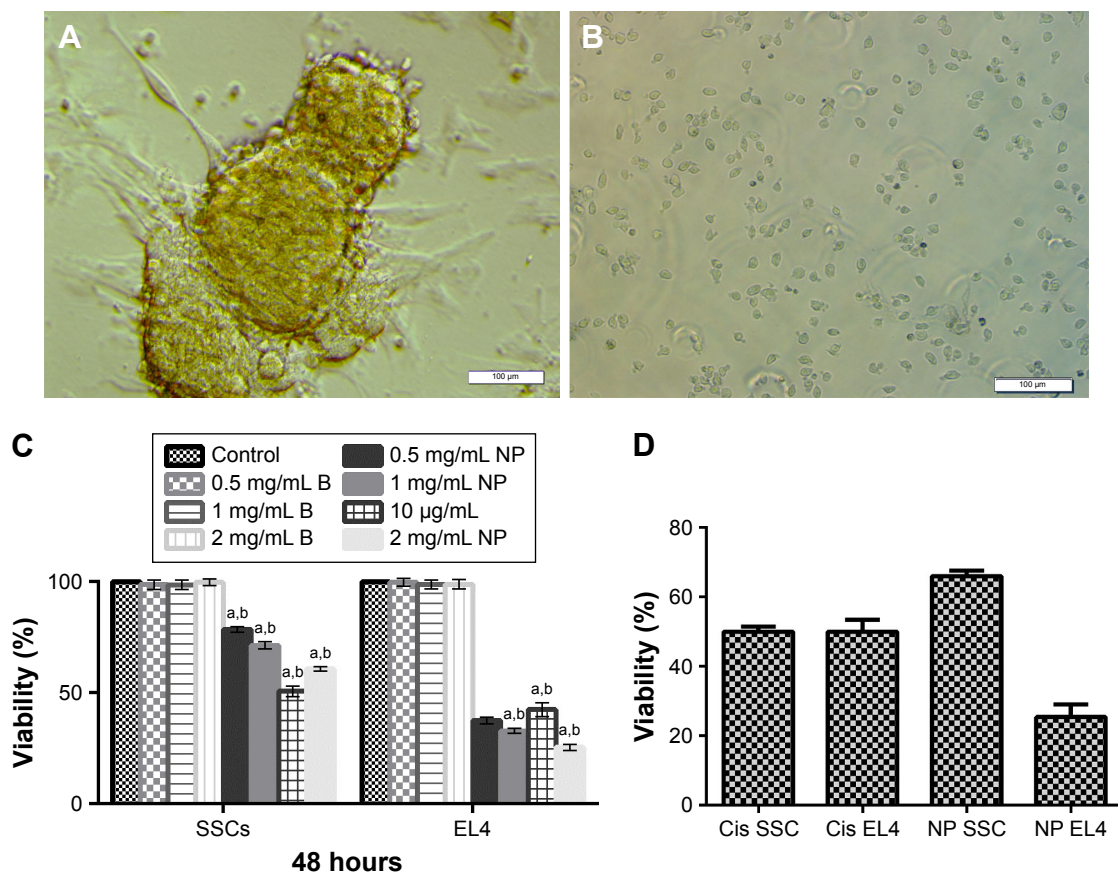 A
100 µm
B
100 µm
C
Control
0.5 mg/mL B
1 mg/mL B
2 mg/mL B
0.5 mg/mL NP
1 mg/mL NP
10 µg/mL
2 mg/mL NP
Viability (%)
100
50
0
a,b
a,b
a,b
a,b
a,b
a,b
a,b
SSCs
EL4
48 hours
D
Viability (%)
80
60
40
20
0
Cis SSC
Cis EL4
NP SSC
NP EL4